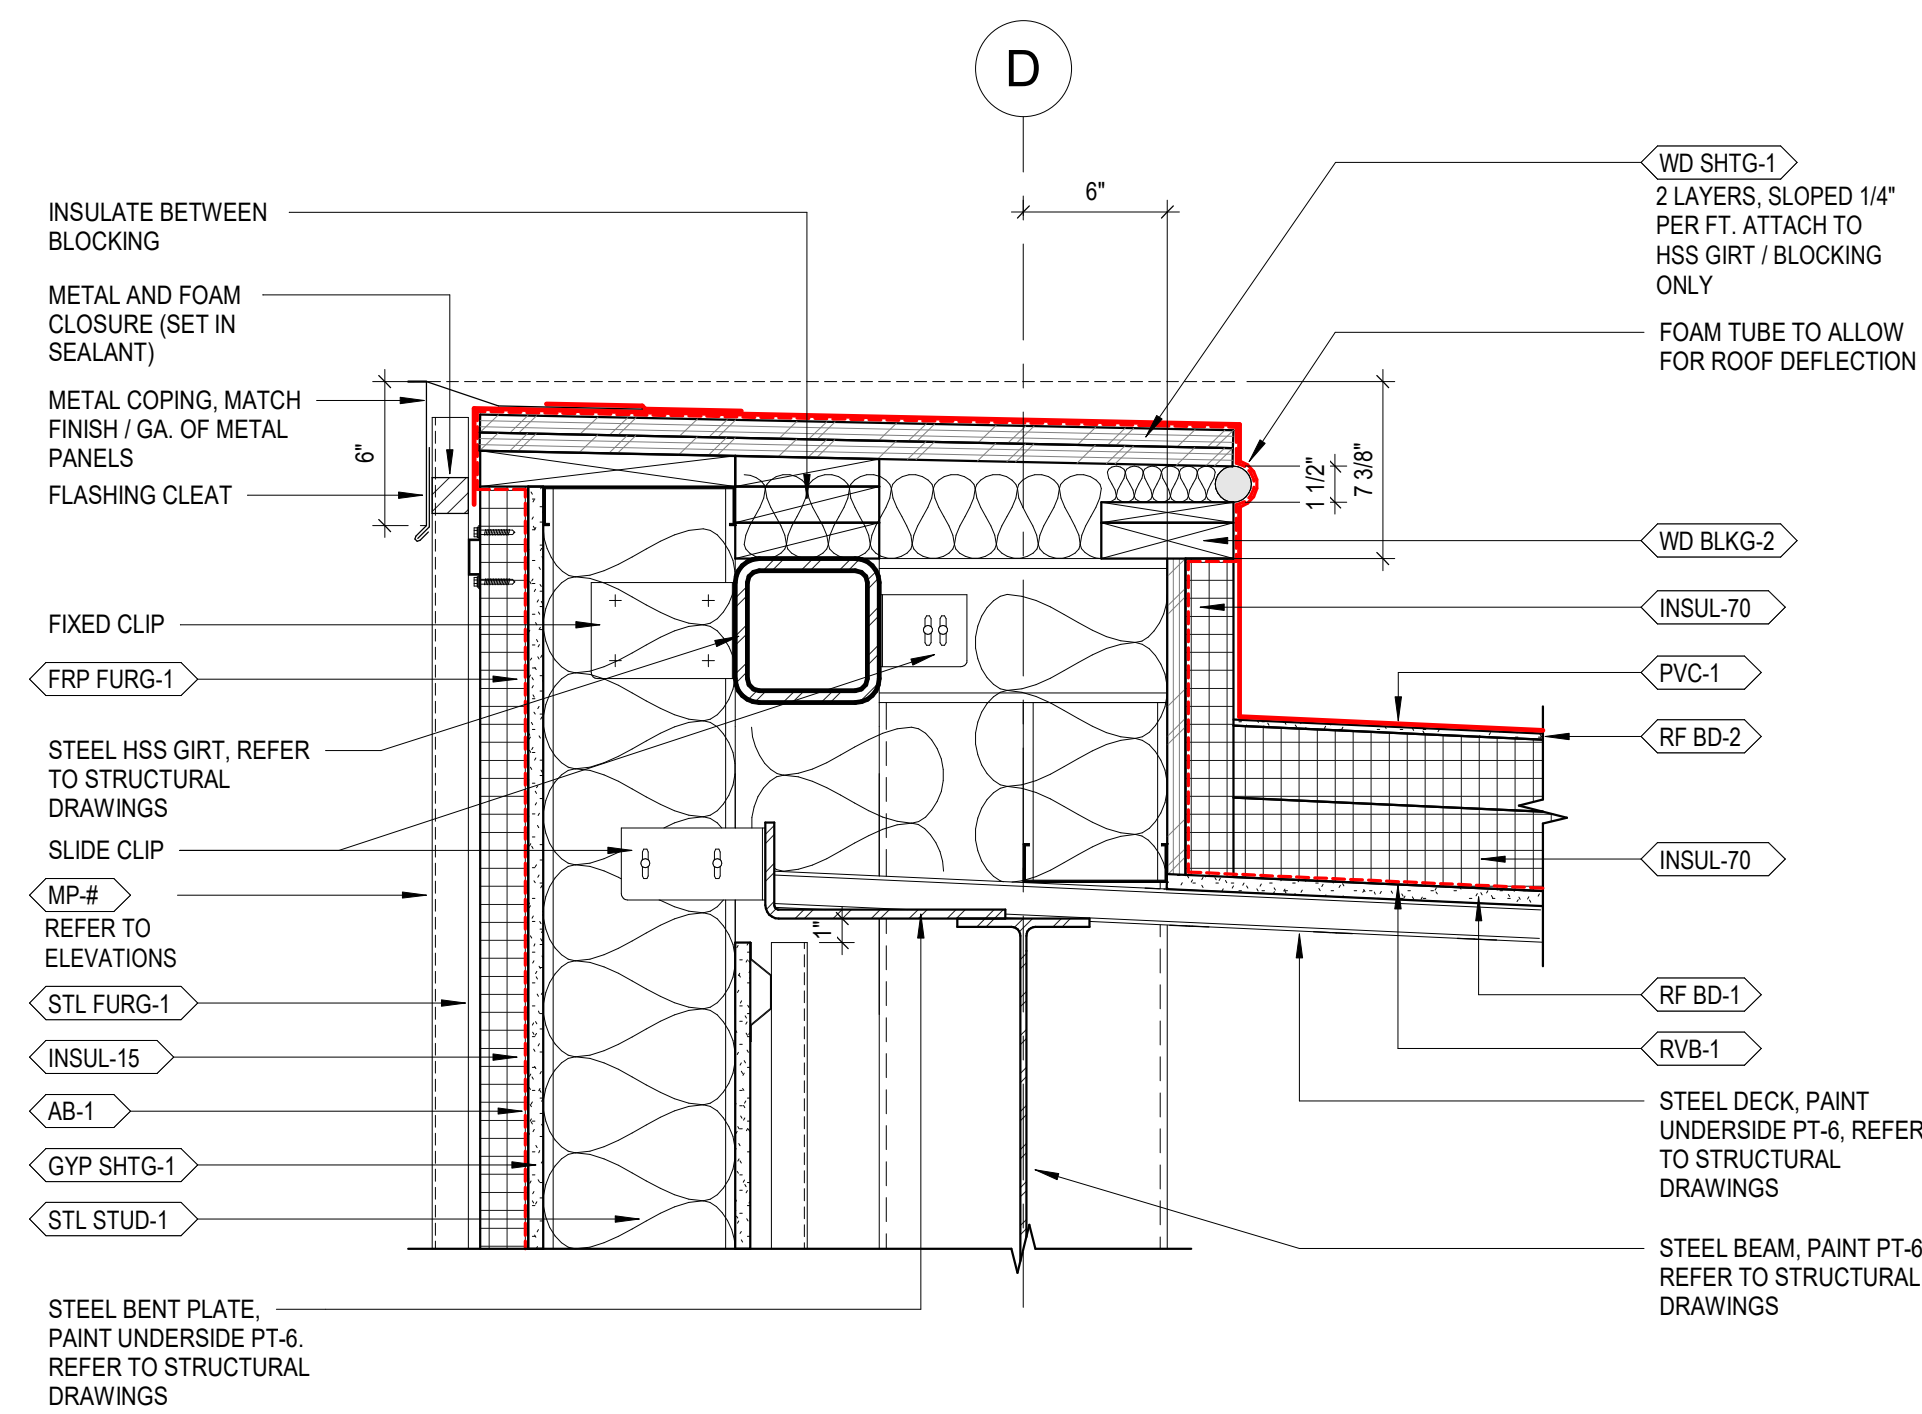 D
6"
INSULATE BETWEEN
BLOCKING
METAL AND FOAM
CLOSURE (SET IN
SEALANT)
METAL COPING, MATCH
FINISH / GA. OF METAL
PANELS
FLASHING CLEAT
6"
FIXED CLIP
FRP FURG-1
STEEL HSS GIRT, REFER
TO STRUCTURAL
DRAWINGS
SLIDE CLIP
MP-#
REFER TO
ELEVATIONS
STL FURG-1
INSUL-15
AB-1
GYP SHTG-1
STL STUD-1
STEEL BENT PLATE,
PAINT UNDERSIDE PT-6.
REFER TO STRUCTURAL
DRAWINGS
1"
1 1/2"
7 3/8"
WD SHTG-1
2 LAYERS, SLOPED 1/4"
PER FT. ATTACH TO
HSS GIRT / BLOCKING
ONLY
FOAM TUBE TO ALLOW
FOR ROOF DEFLECTION
WD BLKG-2
INSUL-70
PVC-1
RF BD-2
INSUL-70
RF BD-1
RVB-1
STEEL DECK, PAINT
UNDERSIDE PT-6, REFER
TO STRUCTURAL
DRAWINGS
STEEL BEAM, PAINT PT-6
REFER TO STRUCTURAL
DRAWINGS